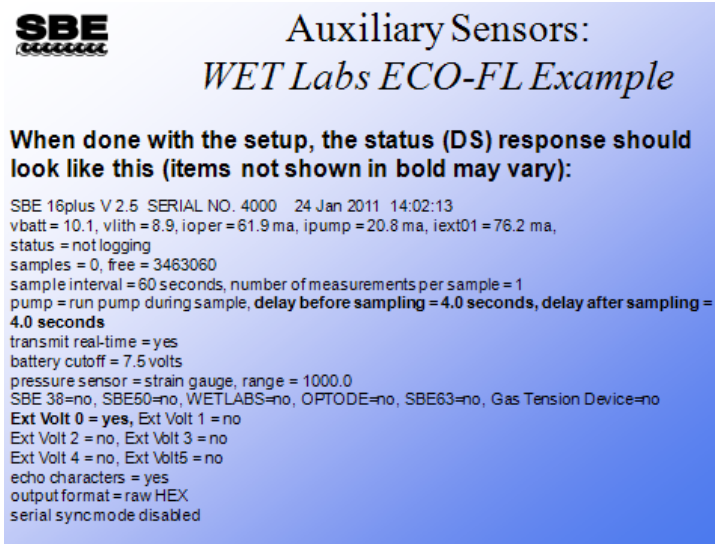 SBE
Auxiliary Sensors:
WET Labs ECO-FL Example
When done with the setup, the status (DS) response should
look like this (items not shown in bold may vary):
SBE 16plus V 2.5 SERIAL NO. 4000 24 Jan 2011 14:02:13
vbatt = 10.1, vlith = 8.9, ioper = 61.9 ma, ipump = 20.8 ma, iext01 = 76.2 ma,
status = not logging
samples = 0, free = 3463060
sample interval = 60 seconds, number of measurements per sample = 1
pump = run pump during sample, delay before sampling = 4.0 seconds, delay after sampling =
4.0 seconds
transmit real-time = yes
battery cutoff = 7.5 volts
pressure sensor = strain gauge, range = 1000.0
SBE 38=no, SBE50=no, WETLABS=no, OPTODE=no, SBE63=no, Gas Tension Device=no
Ext Volt 0 = yes, Ext Volt 1 = no
Ext Volt 2 = no, Ext Volt 3 = no
Ext Volt 4 = no, Ext Volt5 = no
echo characters = yes
output format = raw HEX
serial sync mode disabled